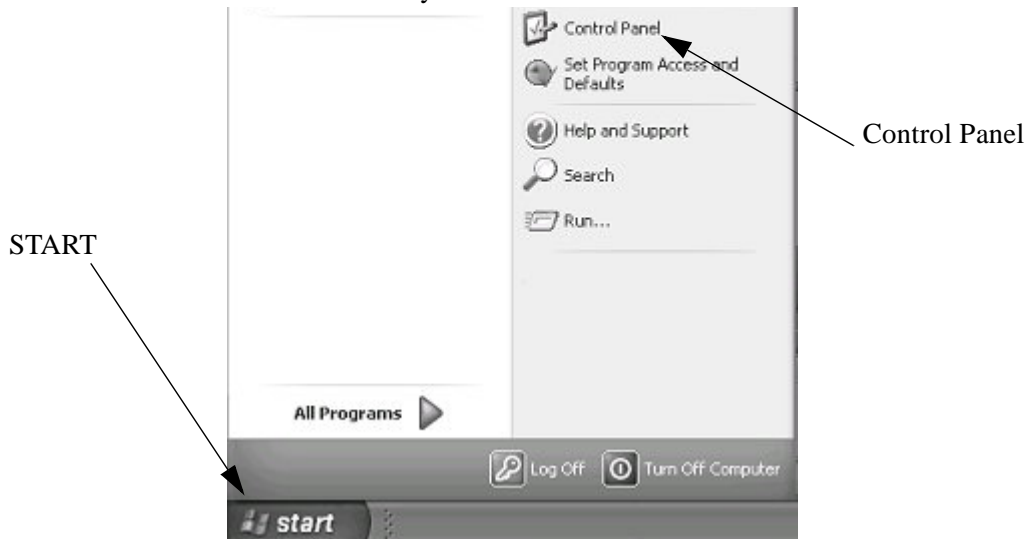 Control Panel
Set Program Access and
Defaults
Help and Support
Control Panel
Search
Run...
START
All Programs
Log Off Turn Off Computer
start